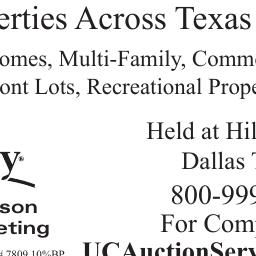 erties Across Texas
omes, Multi-Family, Comme
ont Lots, Recreational Prope
Held at Hil
Dallas T
800-999
For Comp
y®
son
eting
# 7809 10%BP
UCAuctionServ